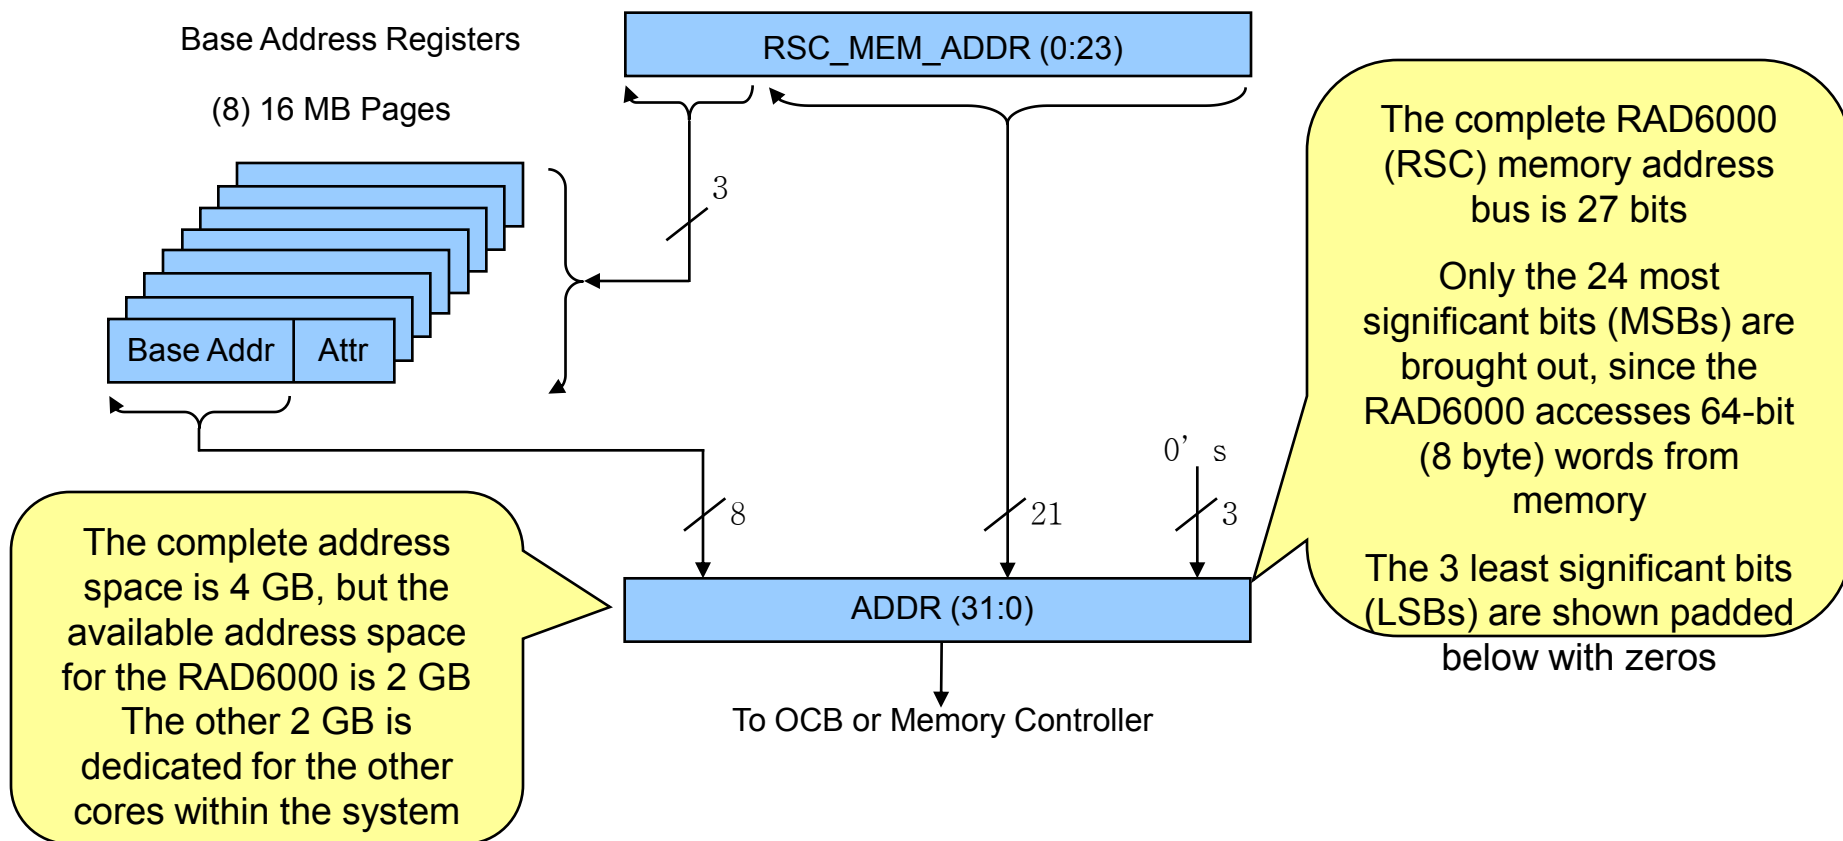 Base Address Registers
(8) 16 MB Pages
RSC_MEM_ADDR (0:23)
3
Base Addr
Attr
8
21
0' s
3
ADDR (31:0)
To OCB or Memory Controller
The complete address
space is 4 GB, but the
available address space
for the RAD6000 is 2 GB
The other 2 GB is
dedicated for the other
cores within the system
The complete RAD6000
(RSC) memory address
bus is 27 bits
Only the 24 most
significant bits (MSBs) are
brought out, since the
RAD6000 accesses 64-bit
(8 byte) words from
memory
The 3 least significant bits
(LSBs) are shown padded
below with zeros